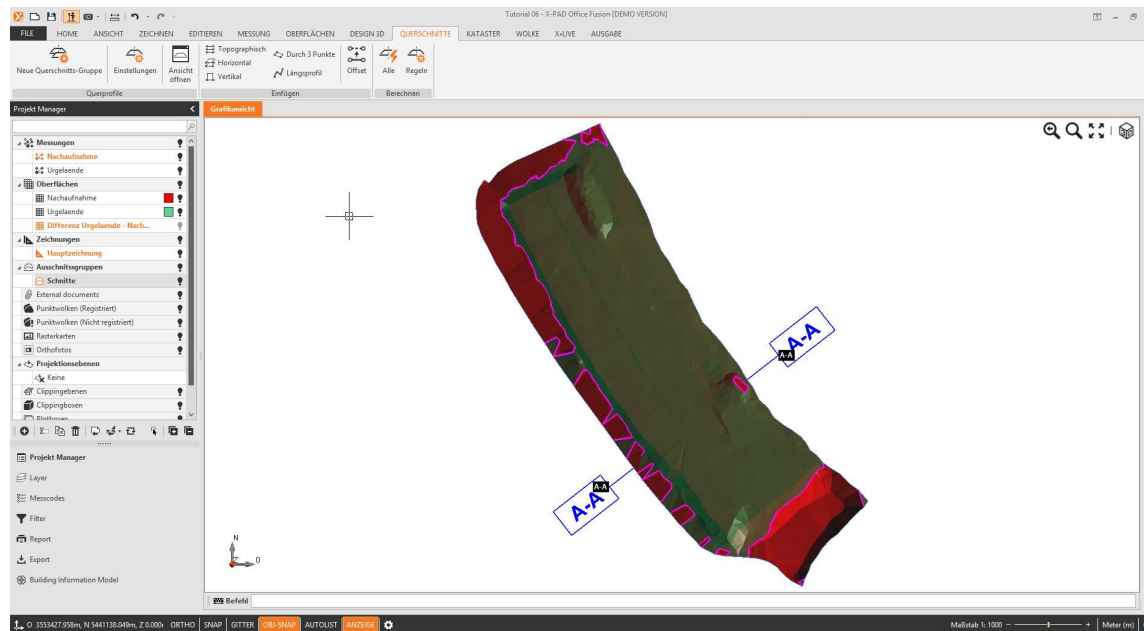 Tutorial 06 - X-PAD Office Fusion [DEMO VERSION]
FILE HOME ANSICHT ZEICHNEN EDITIEREN MESSUNG OBERFLÄCHEN DESIGN 3D QUERSCHNITTE KATASTER WOLKE X-LIVE AUSGABE
Neue Querschnitts-Gruppe
Einstellungen
Ansicht
öffnen
Topographisch
Horizontal
Vertikal
Durch 3 Punkte
Längsprofil
Offset
Alle
Regeln
Querprofile
Einfügen
Berechnen
Projekt Manager
Grafikansicht
Messungen
Nachaufnahme
Urgelaende
Oberflächen
Nachaufnahme
Urgelaende
Differenz Urgelaende - Nach...
Zeichnungen
Hauptzeichnung
Ausschnittsgruppen
Schnitte
External documents
Punktwolken (Registriert)
Punktwolken (Nicht registriert)
Rasterkarten
Orthofotos
Projektionsebenen
Keine
Clippingebenen
Clippingboxen
Plotboxen
Projekt Manager
Layer
Messcodes
Filter
Report
Export
Building Information Model
A-A
A-A
A-A
A-A
N
Z
O
Befehl
O 3553427.958m, N 5441138.049m, Z 0.000m ORTHO SNAP GITTER OBJ-SNAP AUTOLIST ANZEIGE
Maßstab 1: 1000 - + Meter (m)